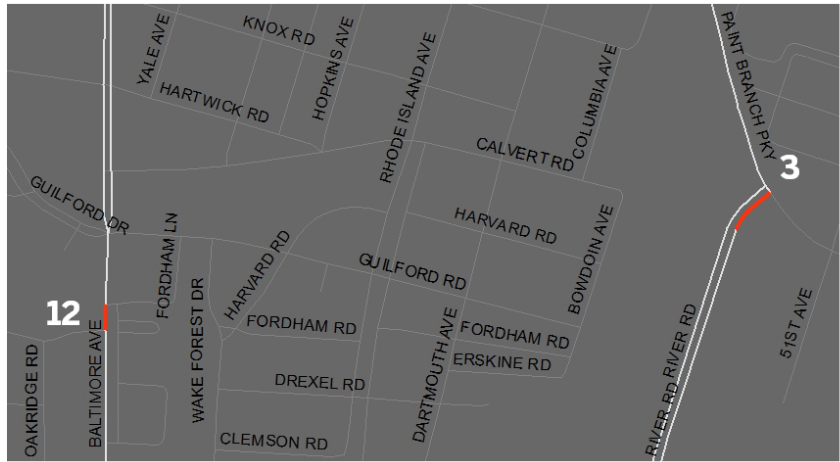 KNOX RD
YALE AVE
HOPKINS AVE
RHODE ISLAND AVE
COLUMBIA AVE
PAINT BRANCH PKY
HARTWICK RD
CALVERT RD
3
GUILFORD DR
FORDHAM LN
HARVARD RD
HARVARD RD
BOWDOIN AVE
GUILFORD RD
WAKE FOREST DR
12
BALTIMORE AVE
FORDHAM RD
FORDHAM RD
ERSKINE RD
DARTMOUTH AVE
RIVER RD
RIVER RD
51ST AVE
OAKRIDGE RD
DREXEL RD
CLEMSON RD